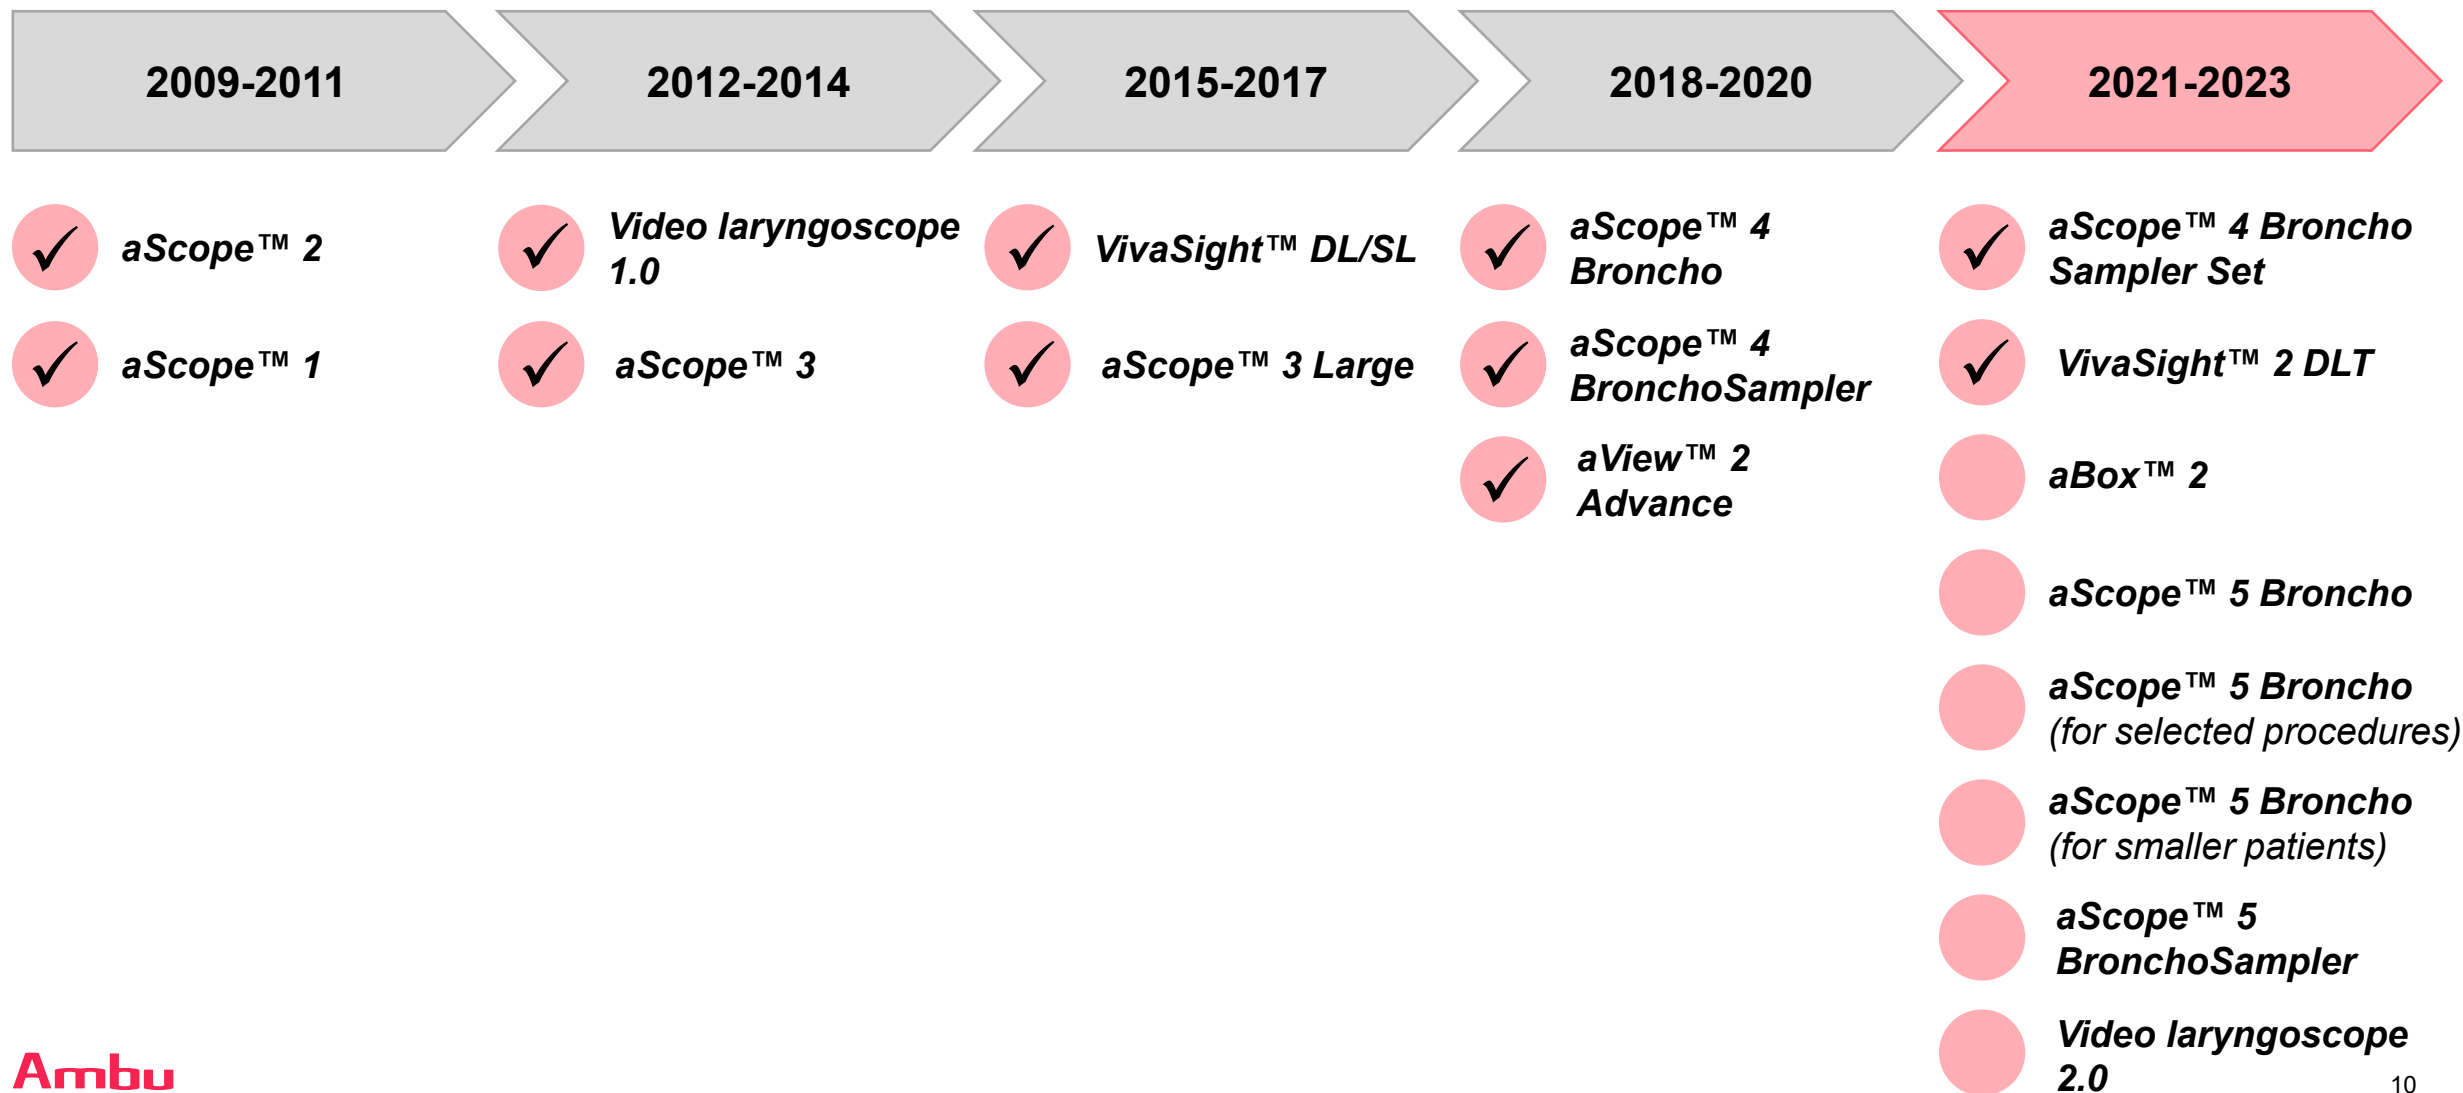 2009-2011
2012-2014
2015-2017
2018-2020
2021-2023
aScope™ 2
aScope™ 1
Video laryngoscope
1.0
aScope™ 3
VivaSight™ DL/SL
aScope™ 3 Large
aScope™ 4
Broncho
aScope™ 4
BronchoSampler
aView™ 2
Advance
aScope™ 4 Broncho
Sampler Set
VivaSight™ 2 DLT
aBox™ 2
aScope™ 5 Broncho
aScope™ 5 Broncho
(for selected procedures)
aScope™ 5 Broncho
(for smaller patients)
aScope™ 5
BronchoSampler
Video laryngoscope
2.0
Ambu
10